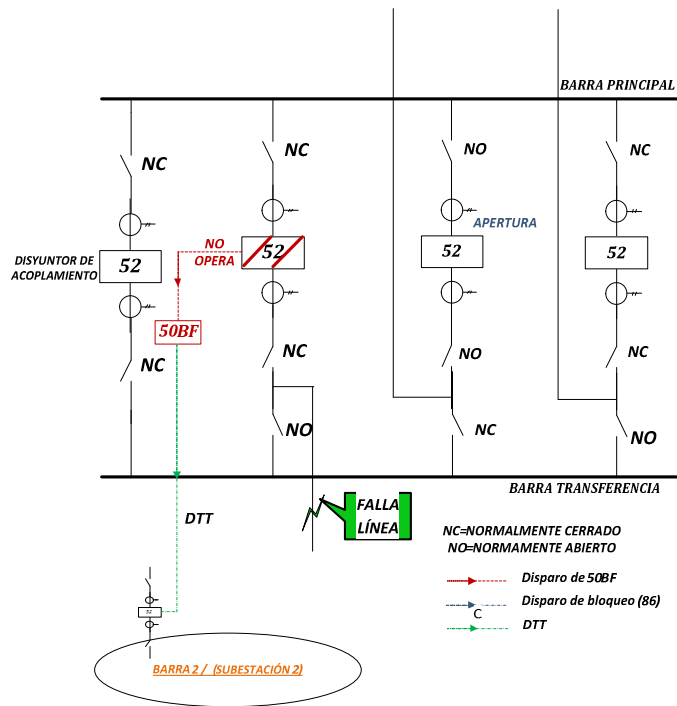 BARRA PRINCIPAL
NC
NC
NO
NC
APERTURA
DISYUNTOR DE
ACOPLAMIENTO
52
NO
OPERA
52
52
52
50BF
NC
NC
NO
NC
NO
NC
NO
BARRA TRANSFERENCIA
DTT
FALLA
LÍNEA
NC=NORMALMENTE CERRADO
NO=NORMAMENTE ABIERTO
Disparo de 50BF
Disparo de bloqueo (86)
C
DTT
52
BARRA 2 / (SUBESTACIÓN 2)